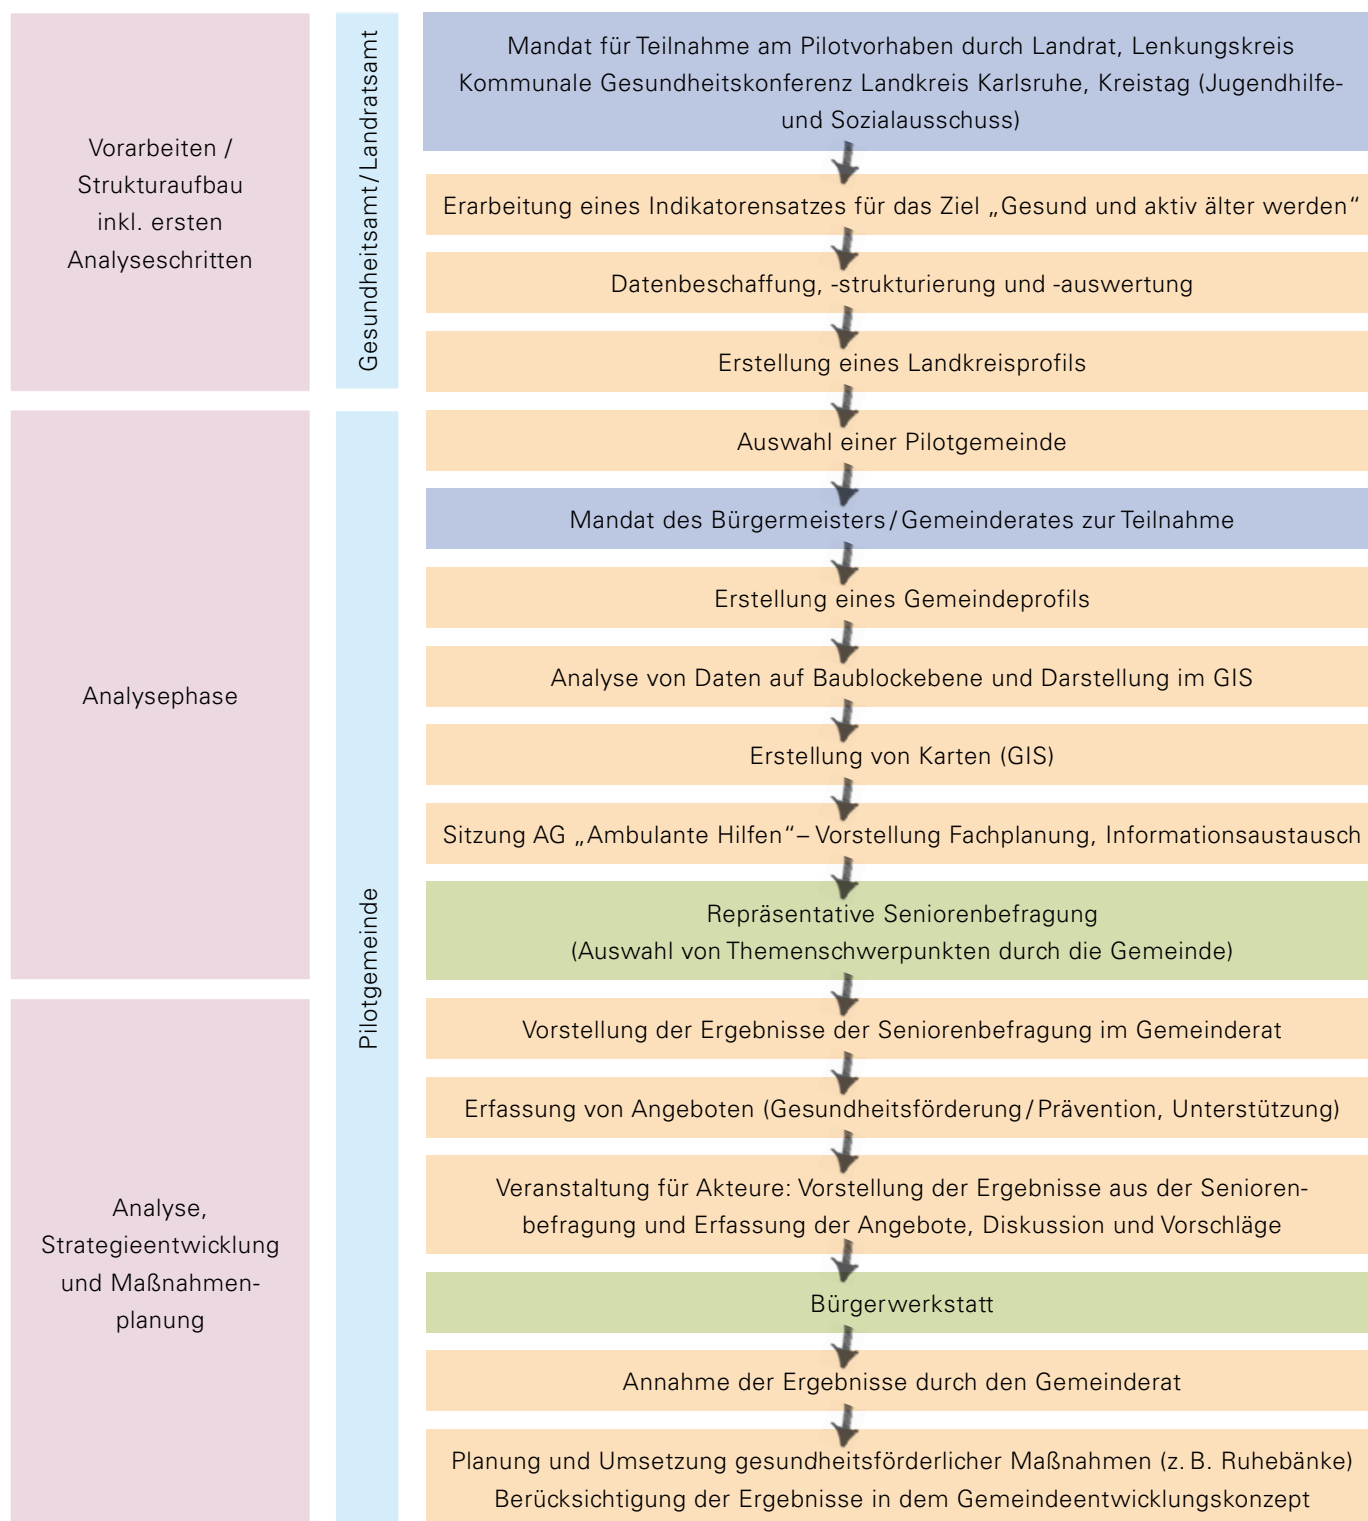 Vorarbeiten /
Strukturaufbau
inkl. ersten
Analyseschritten
Gesundheitsamt/Landratsamt
Mandat für Teilnahme am Pilotvorhaben durch Landrat, Lenkungskreis
Kommunale Gesundheitskonferenz Landkreis Karlsruhe, Kreistag (Jugendhilfe-
und Sozialausschuss)
Erarbeitung eines Indikatorensatzes für das Ziel „Gesund und aktiv älter werden“
Datenbeschaffung, -strukturierung und -auswertung
Erstellung eines Landkreisprofils
Analysephase
Pilotgemeinde
Auswahl einer Pilotgemeinde
Mandat des Bürgermeisters/Gemeinderates zur Teilnahme
Erstellung eines Gemeindeprofils
Analyse von Daten auf Baublockebene und Darstellung im GIS
Erstellung von Karten (GIS)
Sitzung AG „Ambulante Hilfen“– Vorstellung Fachplanung, Informationsaustausch
Repräsentative Seniorenbefragung
(Auswahl von Themenschwerpunkten durch die Gemeinde)
Analyse,
Strategieentwicklung
und Maßnahmen-
planung
Vorstellung der Ergebnisse der Seniorenbefragung im Gemeinderat
Erfassung von Angeboten (Gesundheitsförderung/Prävention, Unterstützung)
Veranstaltung für Akteure: Vorstellung der Ergebnisse aus der Senioren-
befragung und Erfassung der Angebote, Diskussion und Vorschläge
Bürgerwerkstatt
Annahme der Ergebnisse durch den Gemeinderat
Planung und Umsetzung gesundheitsförderlicher Maßnahmen (z. B. Ruhebänke)
Berücksichtigung der Ergebnisse in dem Gemeindeentwicklungskonzept